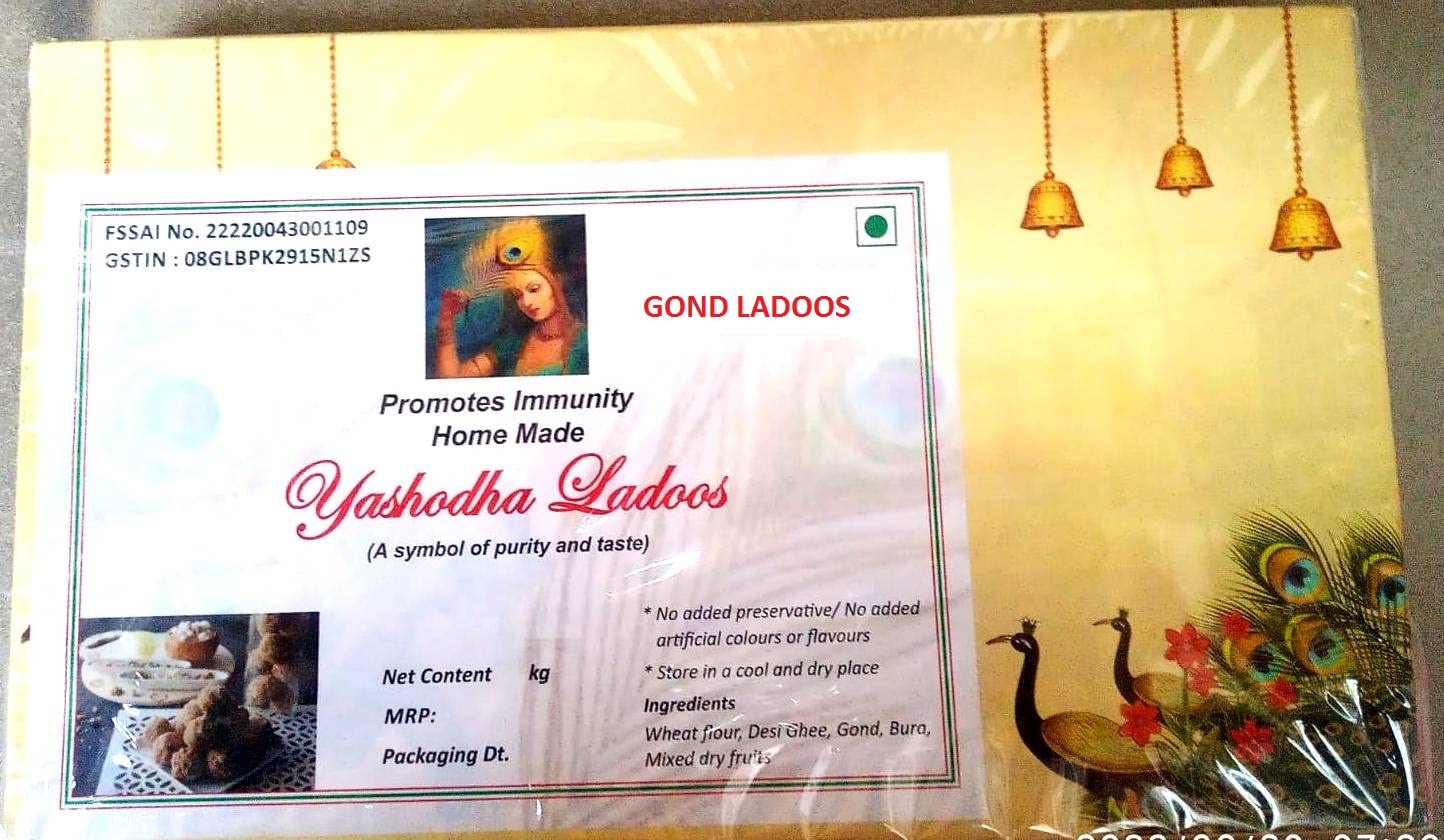 FSSAI No. 22220043001109
GSTIN : 08GLBPK2915N1ZS
GOND LADOOS
Promotes Immunity
Home Made
Yashodha Ladoos
(A symbol of purity and taste)
* No added preservative/ No added
artificial colours or flavours
* Store in a cool and dry place
Net Content kg
MRP:
Packaging Dt.
Ingredients
Wheat flour, Desi Ghee, Gond, Bura,
Mixed dry fruits